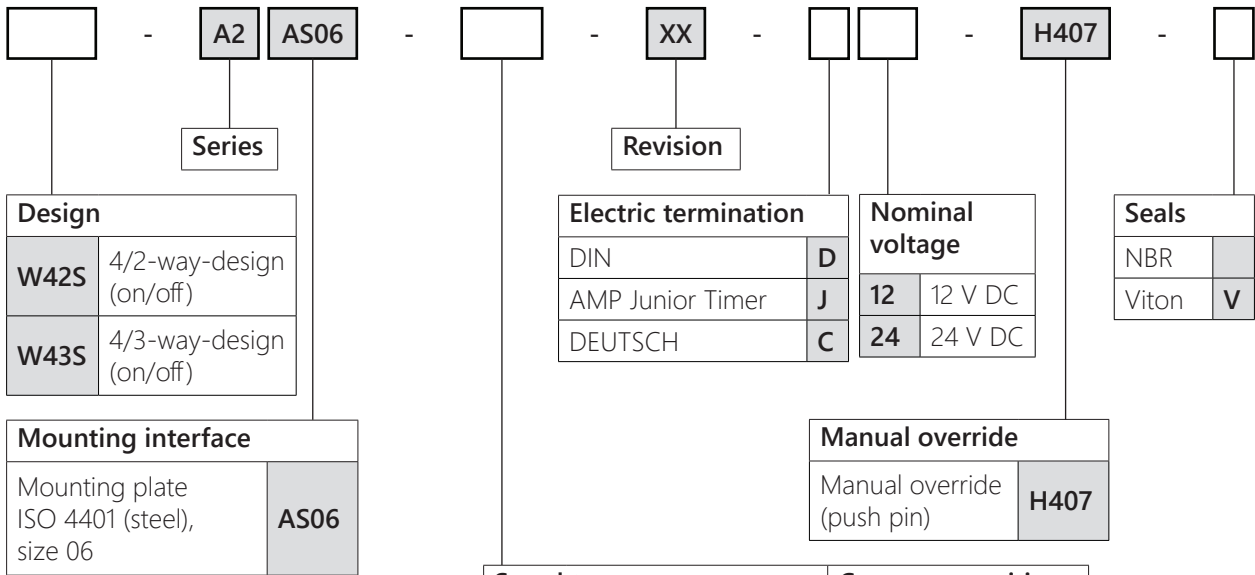 - A2 AS06 - - XX - - H407 -
Series
Revision
Design
W42S 4/2-way-design
(on/off)
W43S 4/3-way-design
(on/off)
Electric termination
DIN D
AMP Junior Timer J
DEUTSCH C
Nominal
voltage
12 12 V DC
24 24 V DC
Seals
NBR
Viton V
Mounting interface
Mounting plate
ISO 4401 (steel),
size 06
AS06
Manual override
Manual override
(push pin)
H407